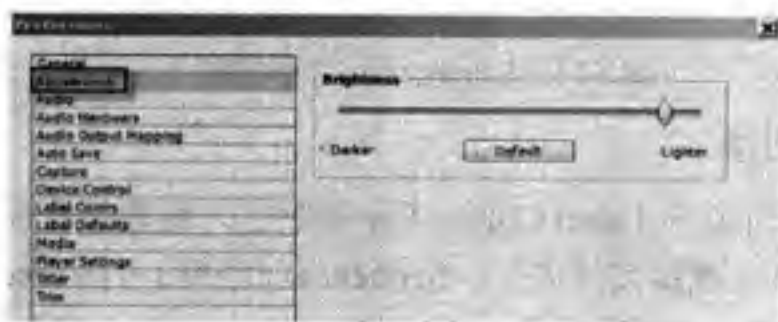 Preferences
General
Appearance
Audio
Audio Hardware
Audio Output Mapping
Auto Save
Capture
Device Control
Label Colors
Label Defaults
Media
Player Settings
Titler
Trim
Brightness
Darker
Default
Lighter